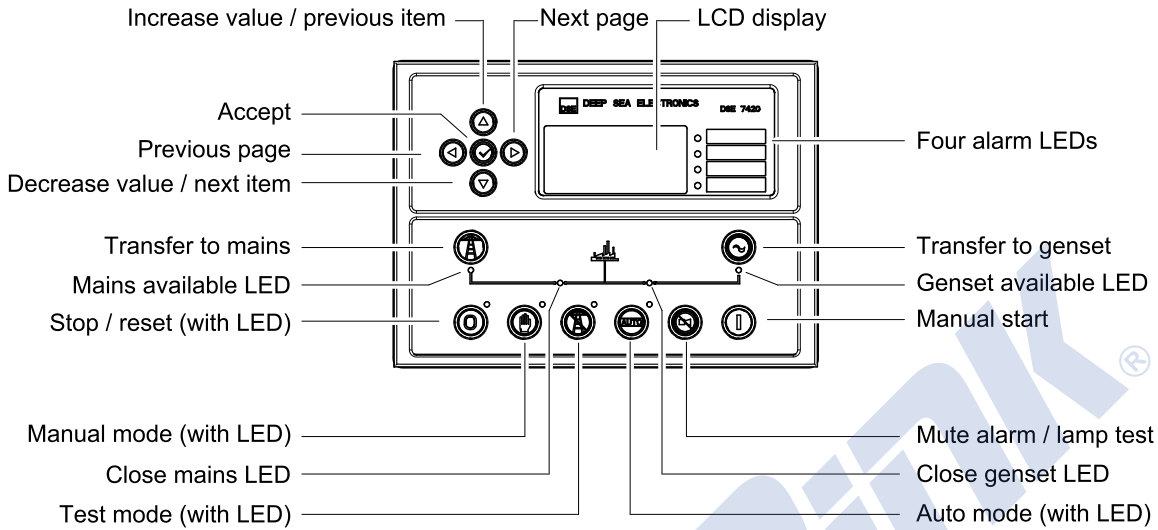 Increase value / previous item
Next page
LCD display
DSE DEEP SEA ELECTRONICS
DSE 7420
Accept
Previous page
Decrease value / next item
Four alarm LEDs
Transfer to mains
Mains available LED
Stop / reset (with LED)
Transfer to genset
Genset available LED
Manual start
O
AUTO
I
®
Manual mode (with LED)
Close mains LED
Test mode (with LED)
Mute alarm / lamp test
Close genset LED
Auto mode (with LED)